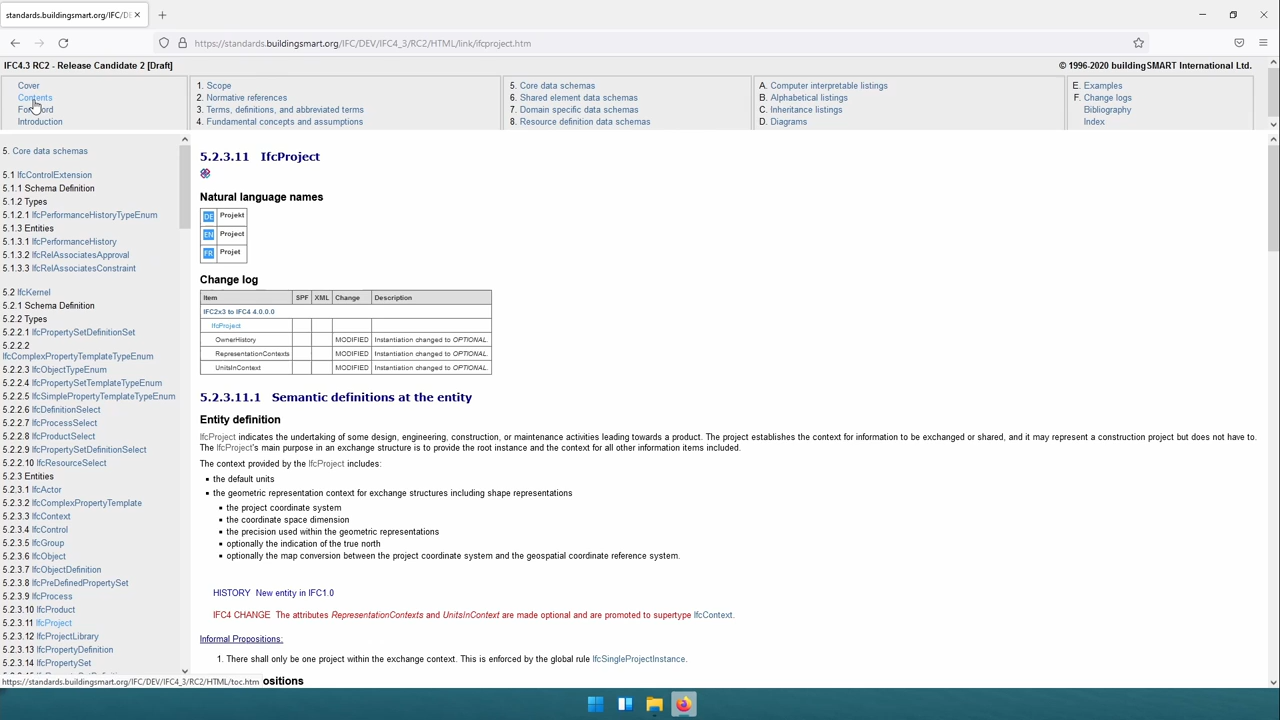 standards.buildingsmart.org/IFC/DE
https://standards.buildingsmart.org/IFC/DEV/IFC4_3/RC2/HTML/link/ifcproject.htm
IFC4.3 RC2 - Release Candidate 2 [Draft]
© 1996-2020 buildingSMART International Ltd.
Cover
Contents
Foreword
Introduction
1. Scope
2. Normative references
3. Terms, definitions, and abbreviated terms
4. Fundamental concepts and assumptions
5. Core data schemas
6. Shared element data schemas
7. Domain specific data schemas
8. Resource definition data schemas
A. Computer interpretable listings
B. Alphabetical listings
C. Inheritance listings
D. Diagrams
E. Examples
F. Change logs
Bibliography
Index
5. Core data schemas
5.1 IfcControlExtension
5.1.1 Schema Definition
5.1.2 Types
5.1.2.1 IfcPerformanceHistoryTypeEnum
5.1.3 Entities
5.1.3.1 IfcPerformanceHistory
5.1.3.2 IfcRelAssociatesApproval
5.1.3.3 IfcRelAssociatesConstraint
5.2 IfcKernel
5.2.1 Schema Definition
5.2.2 Types
5.2.2.1 IfcPropertySetDefinitionSet
5.2.2.2
IfcComplexPropertyTemplateTypeEnum
5.2.2.3 IfcObjectTypeEnum
5.2.2.4 IfcPropertySetTemplateTypeEnum
5.2.2.5 IfcSimplePropertyTemplateTypeEnum
5.2.2.6 IfcDefinitionSelect
5.2.2.7 IfcProcessSelect
5.2.2.8 IfcProductSelect
5.2.2.9 IfcPropertySetDefinitionSelect
5.2.2.10 IfcResourceSelect
5.2.3 Entities
5.2.3.1 IfcActor
5.2.3.2 IfcComplexPropertyTemplate
5.2.3.3 IfcContext
5.2.3.4 IfcControl
5.2.3.5 IfcGroup
5.2.3.6 IfcObject
5.2.3.7 IfcObjectDefinition
5.2.3.8 IfcPreDefinedPropertySet
5.2.3.9 IfcProcess
5.2.3.10 IfcProduct
5.2.3.11 IfcProject
5.2.3.12 IfcProjectLibrary
5.2.3.13 IfcPropertyDefinition
5.2.3.14 IfcPropertySet
https://standards.buildingsmart.org/IFC/DEV/IFC4_3/RC2/HTML/toc.htm
5.2.3.11 IfcProject
Natural language names
DE Projekt
EN Project
FR Projet
Change log
Item SPF XML Change Description
IFC2x3 to IFC4 4.0.0.0
IfcProject
OwnerHistory MODIFIED Instantiation changed to OPTIONAL.
RepresentationContexts MODIFIED Instantiation changed to OPTIONAL.
UnitsInContext MODIFIED Instantiation changed to OPTIONAL.
5.2.3.11.1 Semantic definitions at the entity
Entity definition
IfcProject indicates the undertaking of some design, engineering, construction, or maintenance activities leading towards a product. The project establishes the context for information to be exchanged or shared, and it may represent a construction project but does not have to.
The IfcProject's main purpose in an exchange structure is to provide the root instance and the context for all other information items included.
The context provided by the IfcProject includes:
▪ the default units
▪ the geometric representation context for exchange structures including shape representations
▪ the project coordinate system
▪ the coordinate space dimension
▪ the precision used within the geometric representations
▪ optionally the indication of the true north
▪ optionally the map conversion between the project coordinate system and the geospatial coordinate reference system.
HISTORY New entity in IFC1.0
IFC4 CHANGE The attributes RepresentationContexts and UnitsInContext are made optional and are promoted to supertype IfcContext.
Informal Propositions:
1. There shall only be one project within the exchange context. This is enforced by the global rule IfcSingleProjectInstance.
ositions